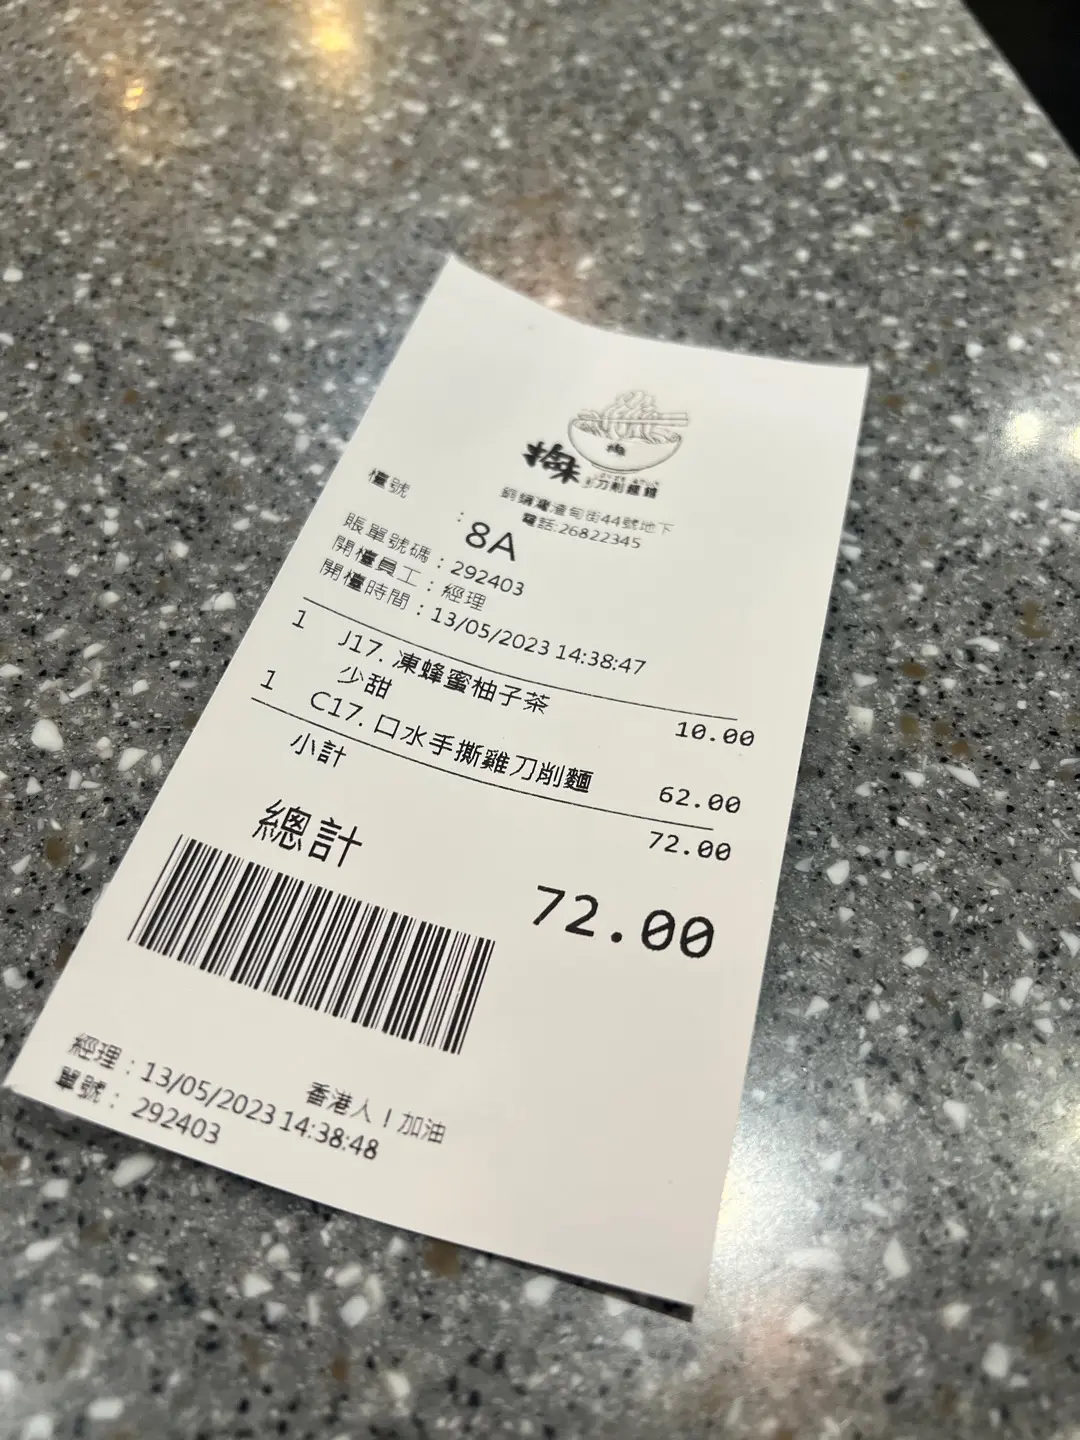 刀削麵
銅鑼灣渣甸街44號地下
電話:26822345
檯號 : 8A
賬單號碼 : 292403
開檯員工 : 經理
開檯時間 : 13/05/2023 14:38:47
1 J17. 凍蜂蜜柚子茶 10.00
少甜
1 C17. 口水手撕雞刀削麵 62.00
小計 72.00
總計 72.00
香港人!加油
經理 : 13/05/2023 14:38:48
單號 : 292403